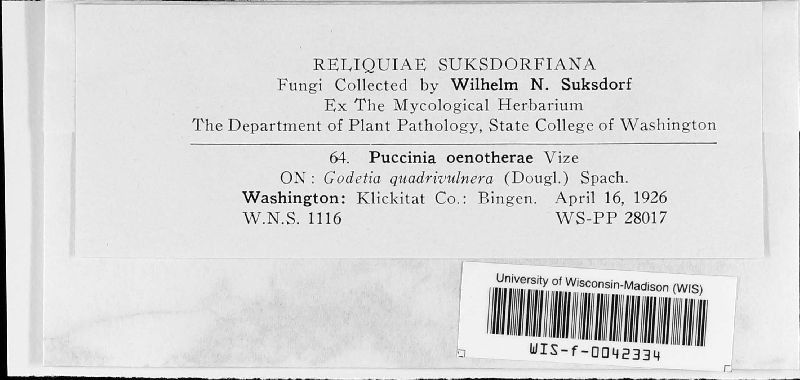 RELIQUIAE SUKSDORFIANA
Fungi Collected by Wilhelm N. Suksdorf
Ex The Mycological Herbarium
The Department of Plant Pathology, State College of Washington
64. Puccinia oenotherae Vize
ON: Godetia quadrivulnera (Dougl.) Spach.
Washington: Klickitat Co.: Bingen. April 16, 1926
W.N.S. 1116 WS-PP 28017
University of Wisconsin-Madison (WIS)
WIS-f-0042334